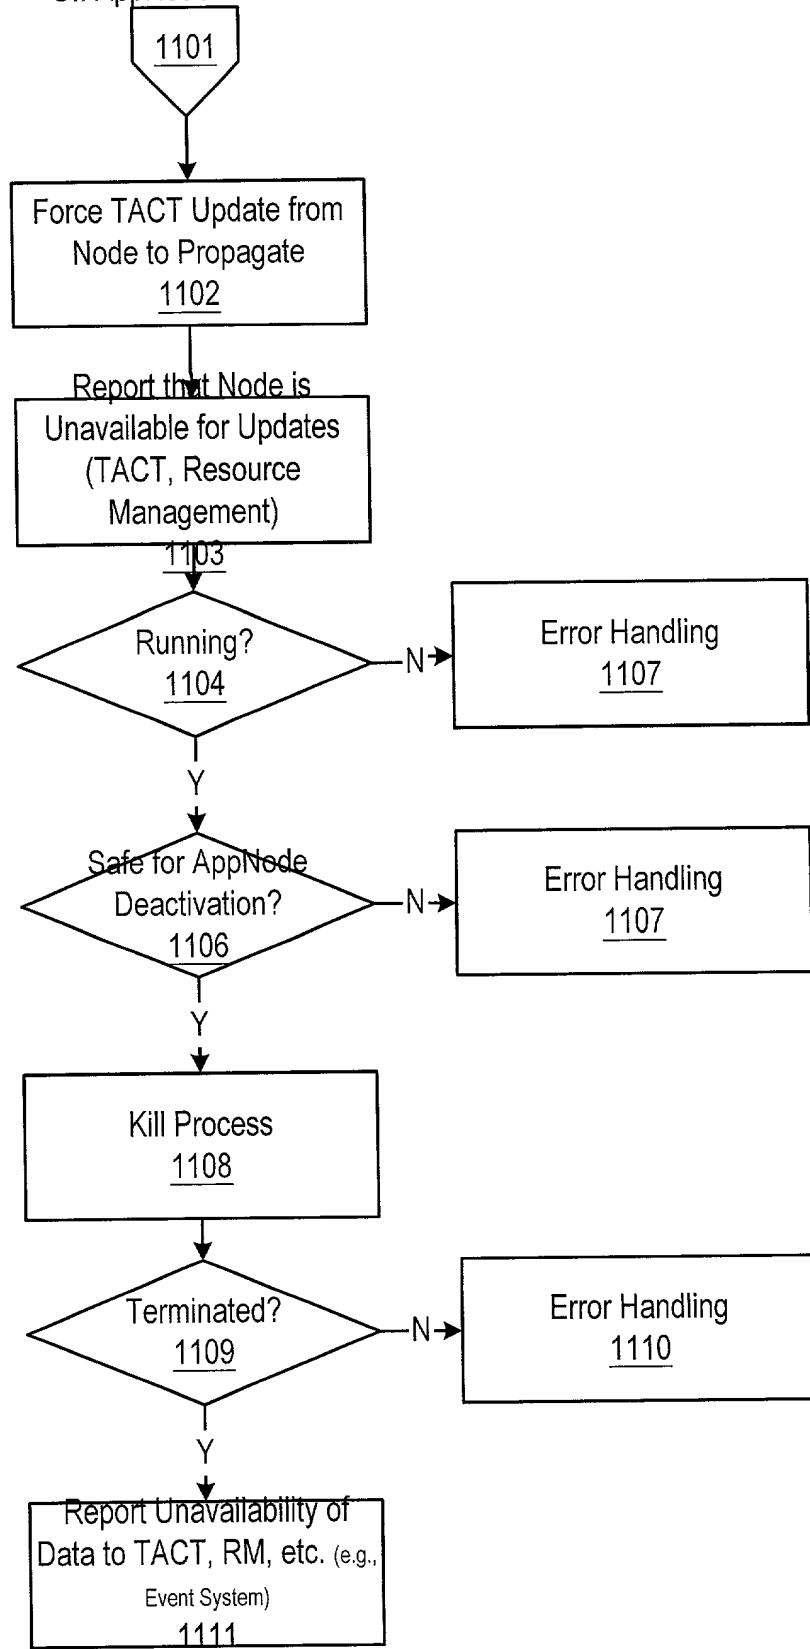 1101
Force TACT Update from
Node to Propagate
1102
Report that Node is
Unavailable for Updates
(TACT, Resource
Management)
1103
Running?
1104
N
Error Handling
1107
Y
Safe for AppNode
Deactivation?
1106
N
Error Handling
1107
Y
Kill Process
1108
Terminated?
1109
N
Error Handling
1110
Y
Report Unavailability of
Data to TACT, RM, etc. (e.g.,
Event System)
1111